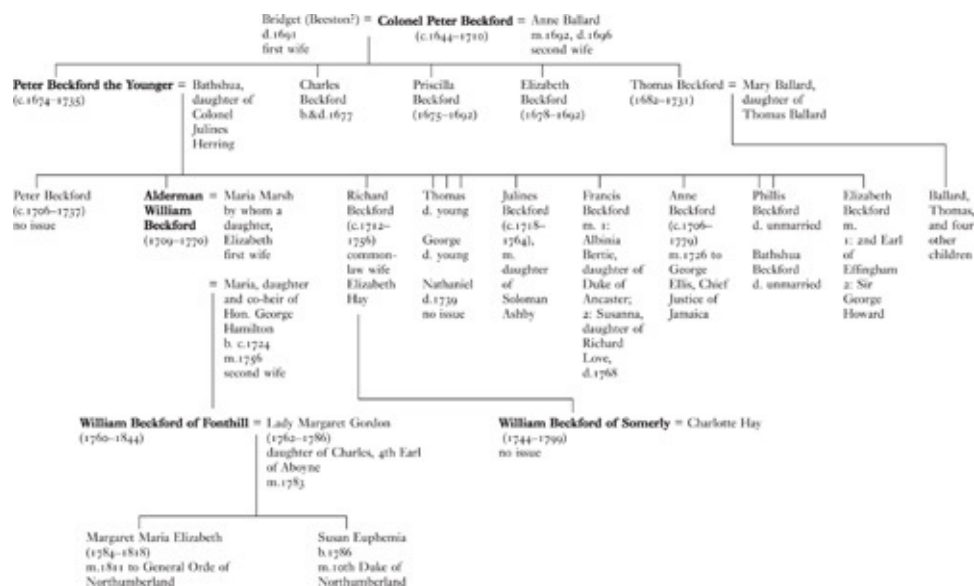 Bridget (Beeston?) = Colonel Peter Beckford = Anne Ballard
d.1691 (c.1644–1710) m.1692, d.1696
first wife second wife
Peter Beckford the Younger = Bathshua, Charles Priscilla Elizabeth Thomas Beckford = Mary Ballard,
(c.1674–1735) daughter of Beckford Beckford Beckford (1682–1731) daughter of
Colonel b.&d.1677 (1675–1692) (1678–1692) Thomas Ballard
Julines
Herring
Peter Beckford
(c.1706–1737)
no issue
Alderman = Maria Marsh
William by whom a
Beckford daughter,
(1709–1770) Elizabeth
first wife
= Maria, daughter
and co-heir of
Hon. George
Hamilton
b. c.1724
m.1756
second wife
Richard
Beckford
(c.1712–
1756)
common-
law wife
Elizabeth
Hay
Thomas
d. young
George
d. young
Nathaniel
d.1739
no issue
Julines
Beckford
(c.1718–
1764),
m.
daughter
of
Soloman
Ashby
Francis
Beckford
m. 1:
Albinia
Bertie,
daughter of
Duke of
Ancaster;
2: Susanna,
daughter of
Richard
Love,
d.1768
Anne
Beckford
(c.1706–
1779)
m.1726 to
George
Ellis, Chief
Justice of
Jamaica
Phillis
Beckford
d. unmarried
Bathshua
Beckford
d. unmarried
Elizabeth
Beckford
m.
1: 2nd Earl
of
Effingham
2: Sir
George
Howard
Ballard,
Thomas
and four
other
children
William Beckford of Fonthill = Lady Margaret Gordon
(1760–1844) (1762–1786)
daughter of Charles, 4th Earl
of Aboyne
m.1783
William Beckford of Somerly = Charlotte Hay
(1744–1799)
no issue
Margaret Maria Elizabeth
(1784–1818)
m.1811 to General Orde of
Northumberland
Susan Euphemia
b.1786
m.10th Duke of
Northumberland